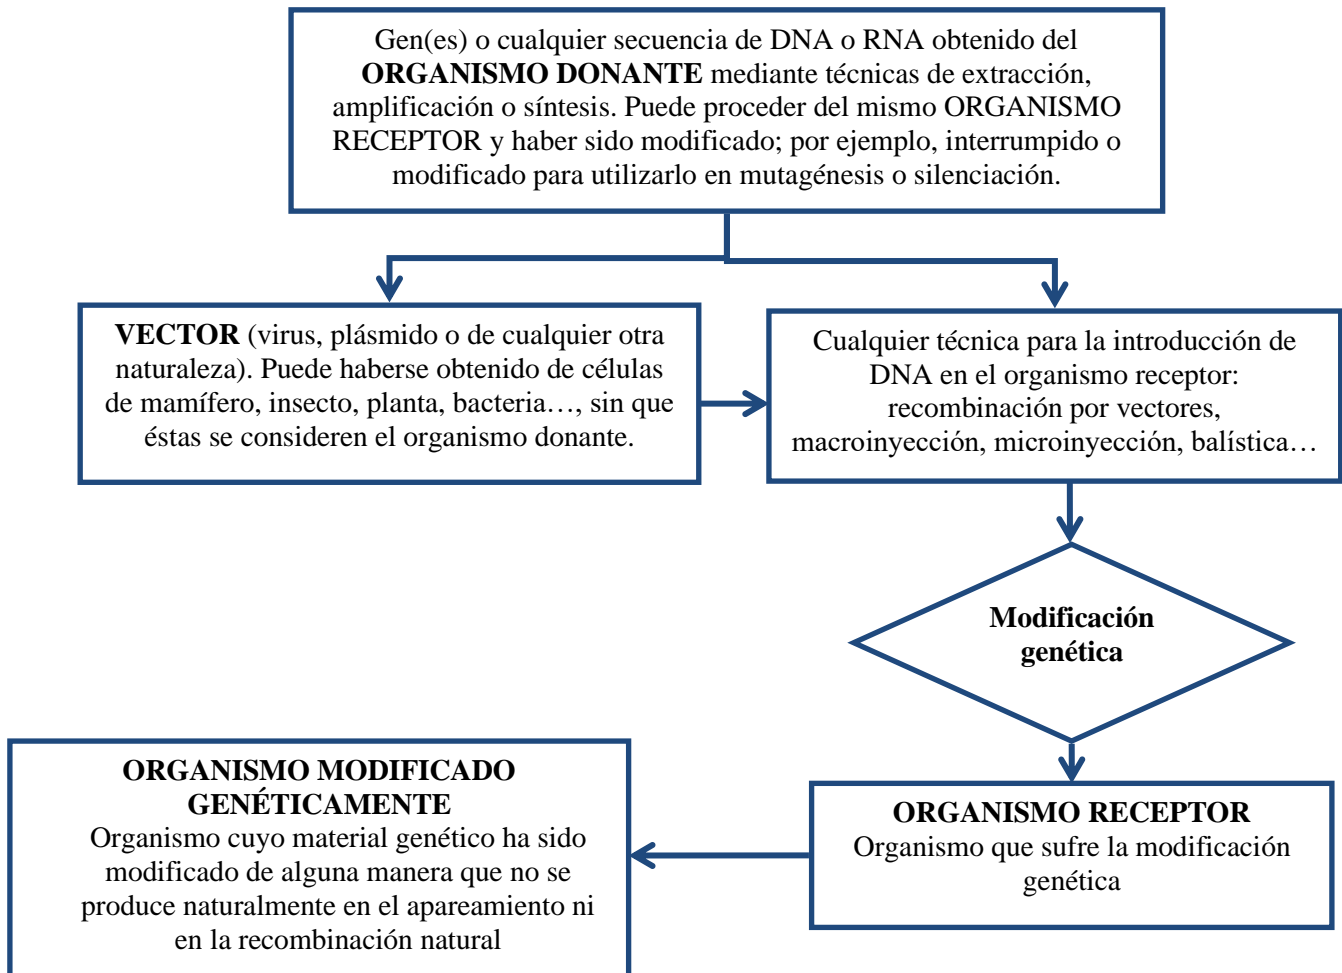 Gen(es) o cualquier secuencia de DNA o RNA obtenido del
ORGANISMO DONANTE mediante técnicas de extracción,
amplificación o síntesis. Puede proceder del mismo ORGANISMO
RECEPTOR y haber sido modificado; por ejemplo, interrumpido o
modificado para utilizarlo en mutagénesis o silenciación.
VECTOR (virus, plásmido o de cualquier otra
naturaleza). Puede haberse obtenido de células
de mamífero, insecto, planta, bacteria…, sin que
éstas se consideren el organismo donante.
Cualquier técnica para la introducción de
DNA en el organismo receptor:
recombinación por vectores,
macroinyección, microinyección, balística…
Modificación
genética
ORGANISMO RECEPTOR
Organismo que sufre la modificación
genética
ORGANISMO MODIFICADO
GENÉTICAMENTE
Organismo cuyo material genético ha sido
modificado de alguna manera que no se
produce naturalmente en el apareamiento ni
en la recombinación natural